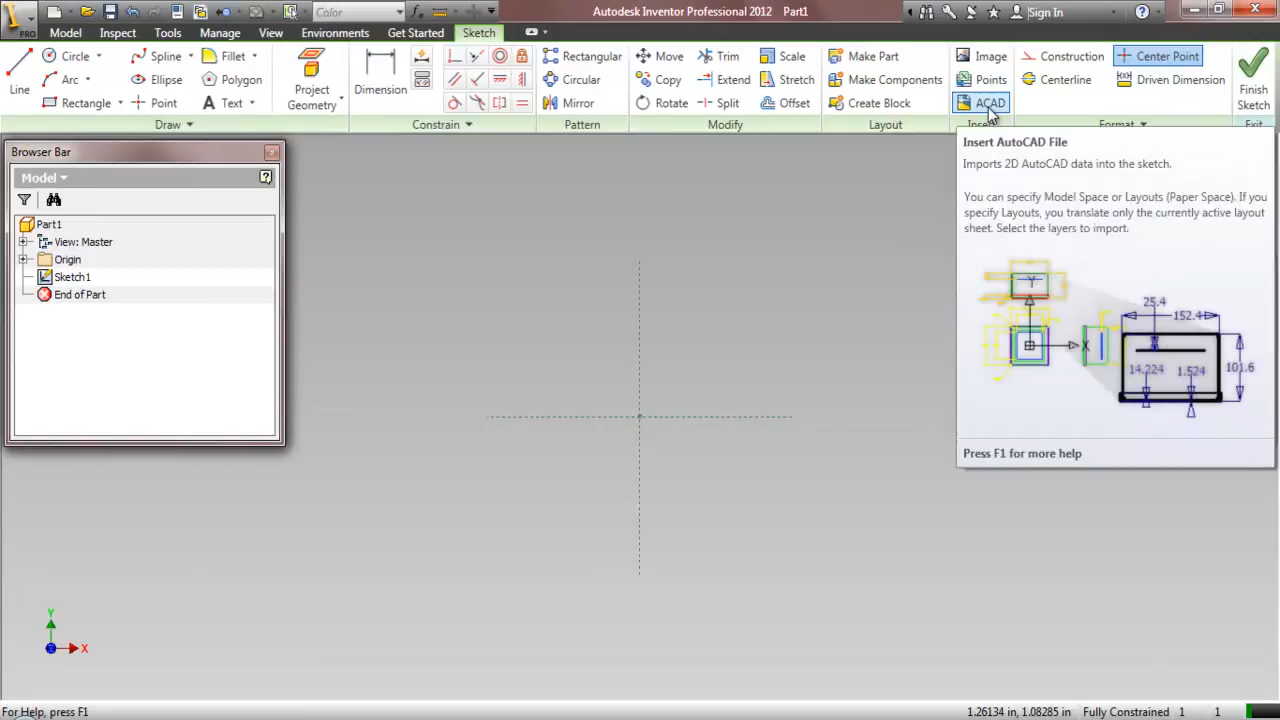 PRO
Color
Autodesk Inventor Professional 2012 Part1
Sign In
Model Inspect Tools Manage View Environments Get Started Sketch
Line
Circle
Arc
Rectangle
Spline
Ellipse
Point
Fillet
Polygon
Text
Project
Geometry
Draw
Dimension
Constrain
Rectangular
Circular
Mirror
Pattern
Move
Copy
Rotate
Trim
Extend
Split
Scale
Stretch
Offset
Modify
Make Part
Make Components
Create Block
Layout
Image
Points
ACAD
Insert
Construction
Centerline
Center Point
Driven Dimension
Format
Finish
Sketch
Exit
Browser Bar
Model
Part1
View: Master
Origin
Sketch1
End of Part
Insert AutoCAD File
Imports 2D AutoCAD data into the sketch.
You can specify Model Space or Layouts (Paper Space). If you
specify Layouts, you translate only the currently active layout
sheet. Select the layers to import.
Y
X
25.4
152.4
14.224
1.524
101.6
Press F1 for more help
Y
X
For Help, press F1
1.26134 in, 1.08285 in Fully Constrained 1 1